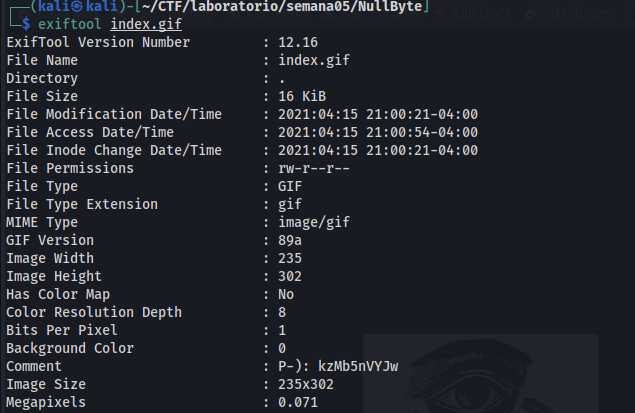 (kali㉿kali)-[~/CTF/laboratorio/semana05/NullByte]
$ exiftool index.gif
ExifTool Version Number : 12.16
File Name : index.gif
Directory : .
File Size : 16 KiB
File Modification Date/Time : 2021:04:15 21:00:21-04:00
File Access Date/Time : 2021:04:15 21:00:54-04:00
File Inode Change Date/Time : 2021:04:15 21:00:21-04:00
File Permissions : rw-r--r--
File Type : GIF
File Type Extension : gif
MIME Type : image/gif
GIF Version : 89a
Image Width : 235
Image Height : 302
Has Color Map : No
Color Resolution Depth : 8
Bits Per Pixel : 1
Background Color : 0
Comment : P-): kzMb5nVYJw
Image Size : 235x302
Megapixels : 0.071